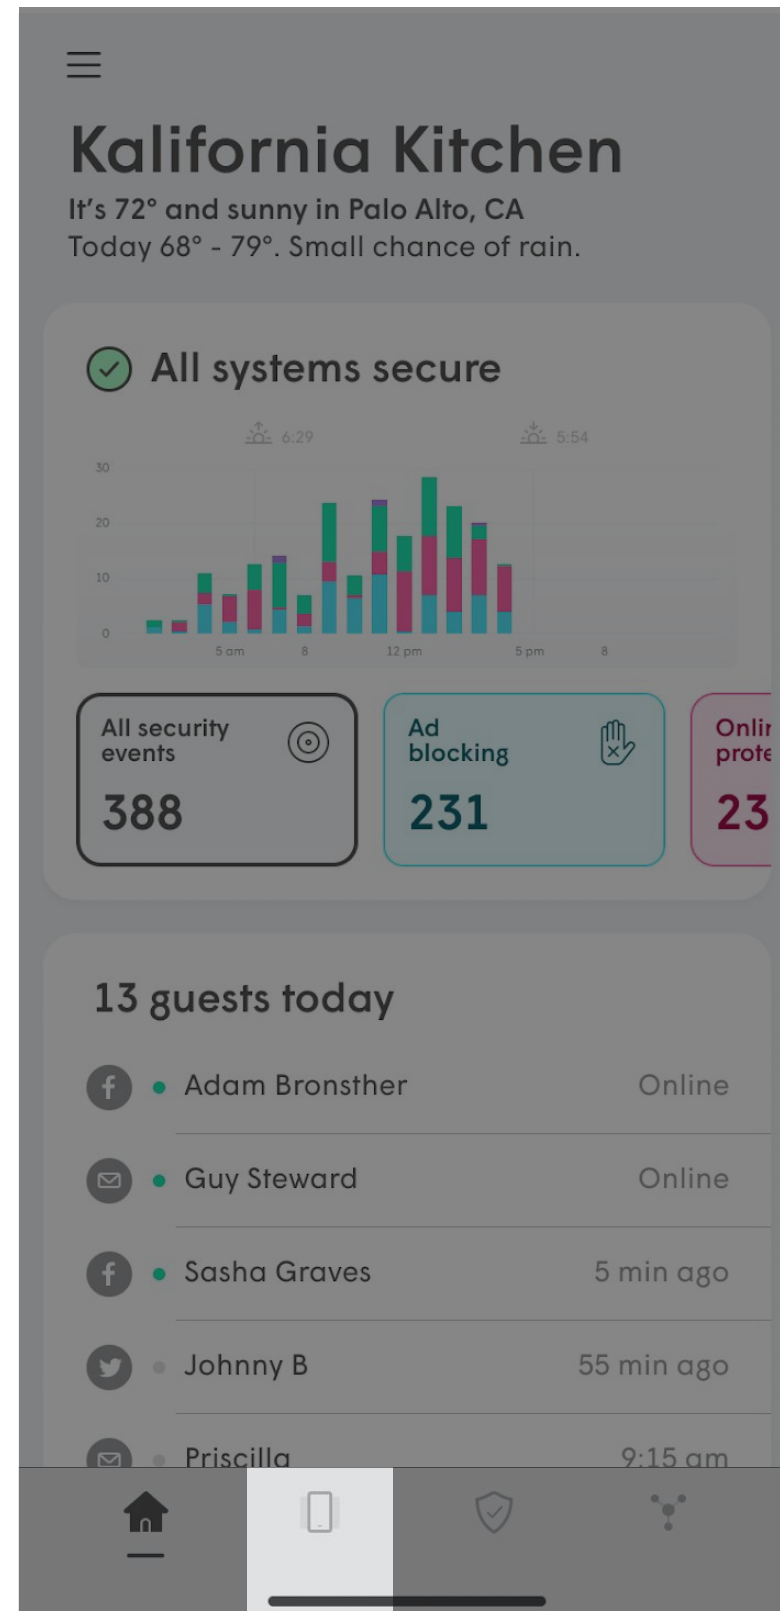 Kalifornia Kitchen
It's 72° and sunny in Palo Alto, CA
Today 68° - 79°. Small chance of rain.
All systems secure
6:29
5:54
30
20
10
0
5 am
8
12 pm
5 pm
8
All security
events
388
Ad
blocking
231
23
13 guests today
Adam Bronsther
Online
Guy Steward
Online
Sasha Graves
5 min ago
Johnny B
55 min ago
Priscilla
9:15 am